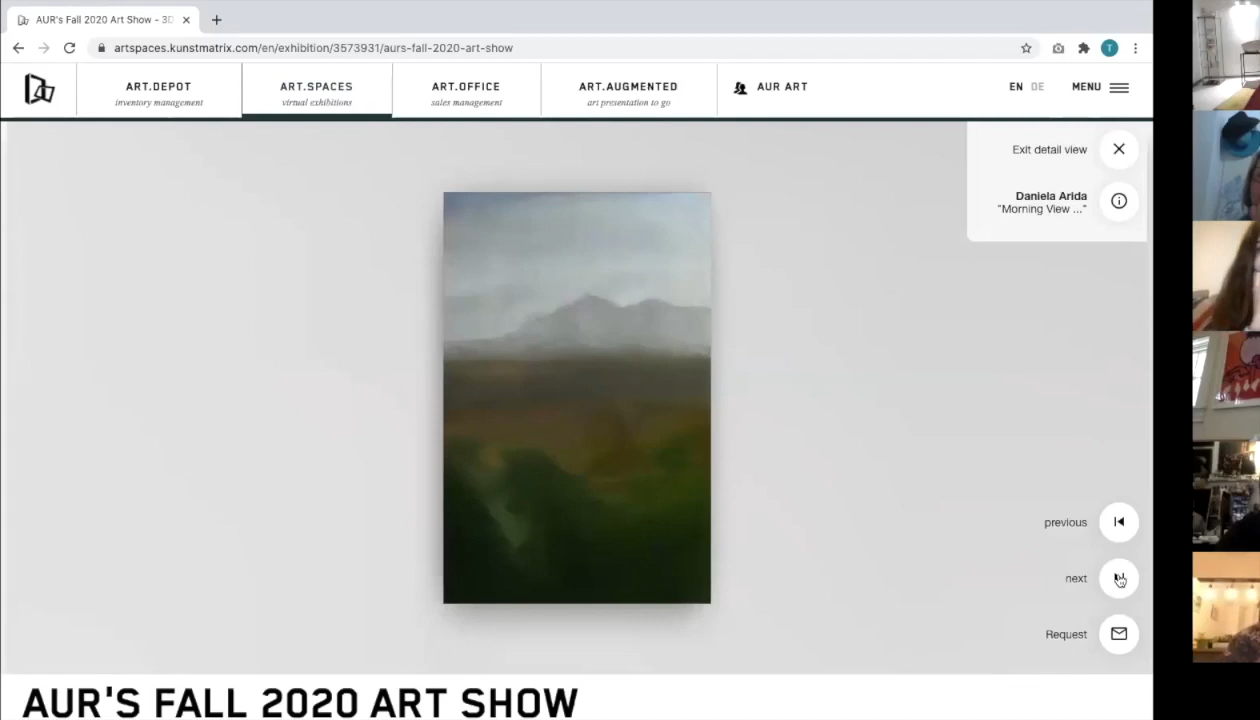 AUR's Fall 2020 Art Show - 3D
artspaces.kunstmatrix.com/en/exhibition/3573931/aurs-fall-2020-art-show
T
ART.DEPOT
inventory management
ART.SPACES
virtual exhibitions
ART.OFFICE
sales management
ART.AUGMENTED
art presentation to go
AUR ART
EN DE
MENU
Exit detail view
Daniela Arida
"Morning View ..."
previous
next
Request
AUR'S FALL 2020 ART SHOW